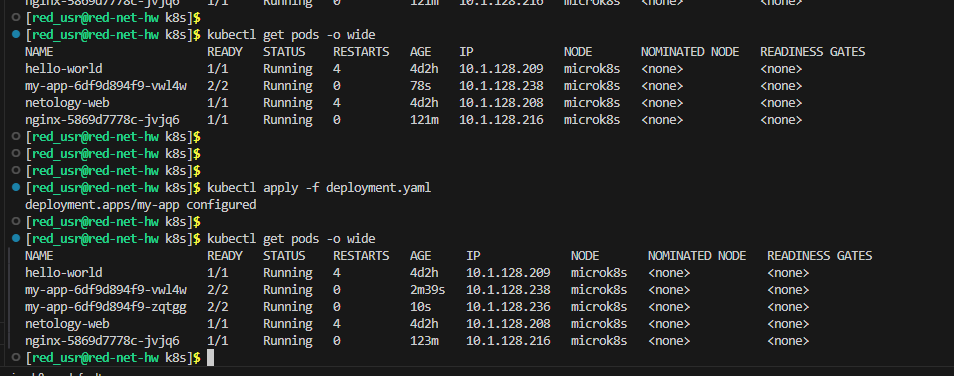 nginx-5869d7778c-jvjq6 1/1 Running 0 121m 10.1.128.216 microk8s <none> <none>
[red_usr@red-net-hw k8s]$
[red_usr@red-net-hw k8s]$ kubectl get pods -o wide
NAME READY STATUS RESTARTS AGE IP NODE NOMINATED NODE READINESS GATES
hello-world 1/1 Running 4 4d2h 10.1.128.209 microk8s <none> <none>
my-app-6df9d894f9-vwl4w 2/2 Running 0 78s 10.1.128.238 microk8s <none> <none>
netology-web 1/1 Running 4 4d2h 10.1.128.208 microk8s <none> <none>
nginx-5869d7778c-jvjq6 1/1 Running 0 121m 10.1.128.216 microk8s <none> <none>
[red_usr@red-net-hw k8s]$
[red_usr@red-net-hw k8s]$
[red_usr@red-net-hw k8s]$
[red_usr@red-net-hw k8s]$ kubectl apply -f deployment.yaml
deployment.apps/my-app configured
[red_usr@red-net-hw k8s]$
[red_usr@red-net-hw k8s]$ kubectl get pods -o wide
NAME READY STATUS RESTARTS AGE IP NODE NOMINATED NODE READINESS GATES
hello-world 1/1 Running 4 4d2h 10.1.128.209 microk8s <none> <none>
my-app-6df9d894f9-vwl4w 2/2 Running 0 2m39s 10.1.128.238 microk8s <none> <none>
my-app-6df9d894f9-zqtgg 2/2 Running 0 10s 10.1.128.236 microk8s <none> <none>
netology-web 1/1 Running 4 4d2h 10.1.128.208 microk8s <none> <none>
nginx-5869d7778c-jvjq6 1/1 Running 0 123m 10.1.128.216 microk8s <none> <none>
[red_usr@red-net-hw k8s]$